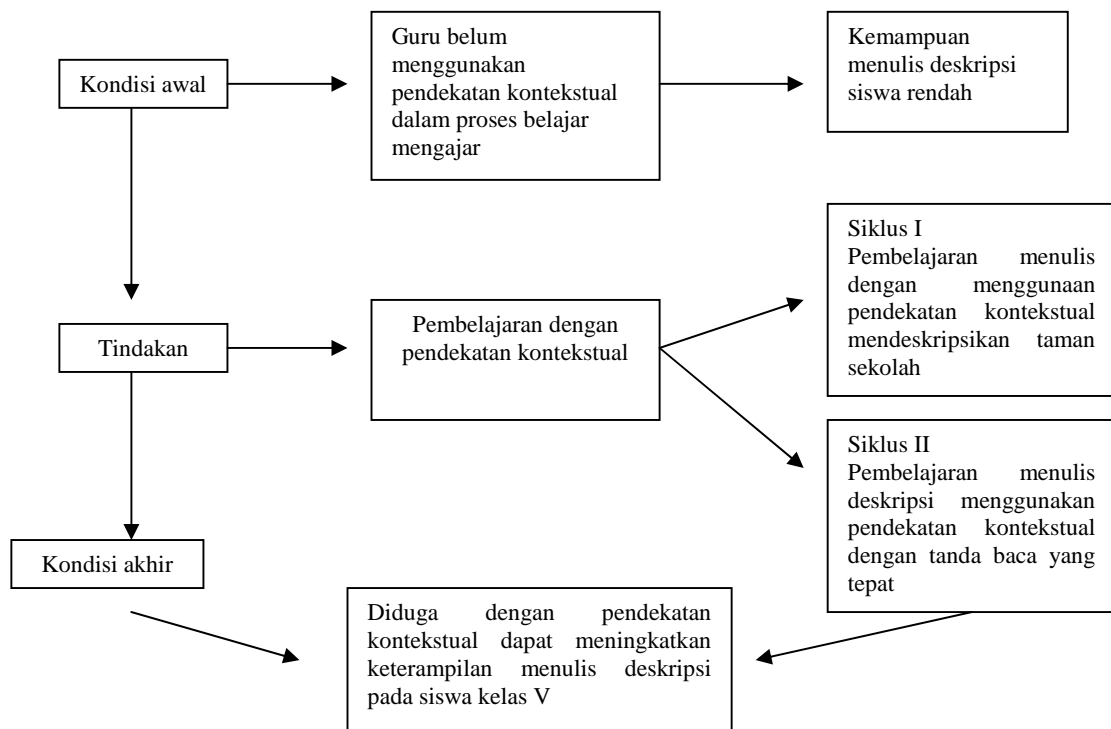 Kondisi awal
Guru belum
menggunakan
pendekatan kontekstual
dalam proses belajar
mengajar
Kemampuan
menulis deskripsi
siswa rendah
Tindakan
Pembelajaran dengan
pendekatan kontekstual
Siklus I
Pembelajaran menulis
dengan menggunaan
pendekatan kontekstual
mendeskripsikan taman
sekolah
Siklus II
Pembelajaran menulis
deskripsi menggunakan
pendekatan kontekstual
dengan tanda baca yang
tepat
Kondisi akhir
Diduga dengan pendekatan
kontekstual dapat meningkatkan
keterampilan menulis deskripsi
pada siswa kelas V